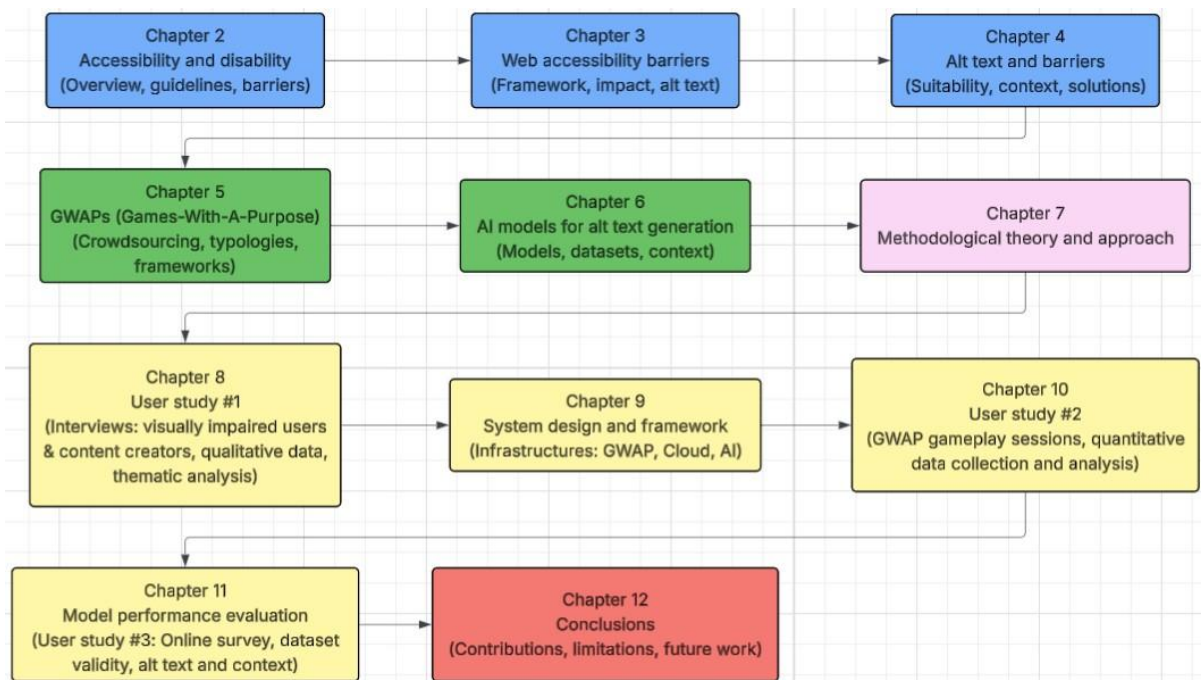 Chapter 2
Accessibility and disability
(Overview, guidelines, barriers)
Chapter 3
Web accessibility barriers
(Framework, impact, alt text)
Chapter 4
Alt text and barriers
(Suitability, context, solutions)
Chapter 5
GWAPs (Games-With-A-Purpose)
(Crowdsourcing, typologies,
frameworks)
Chapter 6
AI models for alt text generation
(Models, datasets, context)
Chapter 7
Methodological theory and approach
Chapter 8
User study #1
(Interviews: visually impaired users
& content creators, qualitative data,
thematic analysis)
Chapter 9
System design and framework
(Infrastructures: GWAP, Cloud, AI)
Chapter 10
User study #2
(GWAP gameplay sessions, quantitative
data collection and analysis)
Chapter 11
Model performance evaluation
(User study #3: Online survey, dataset
validity, alt text and context)
Chapter 12
Conclusions
(Contributions, limitations, future work)